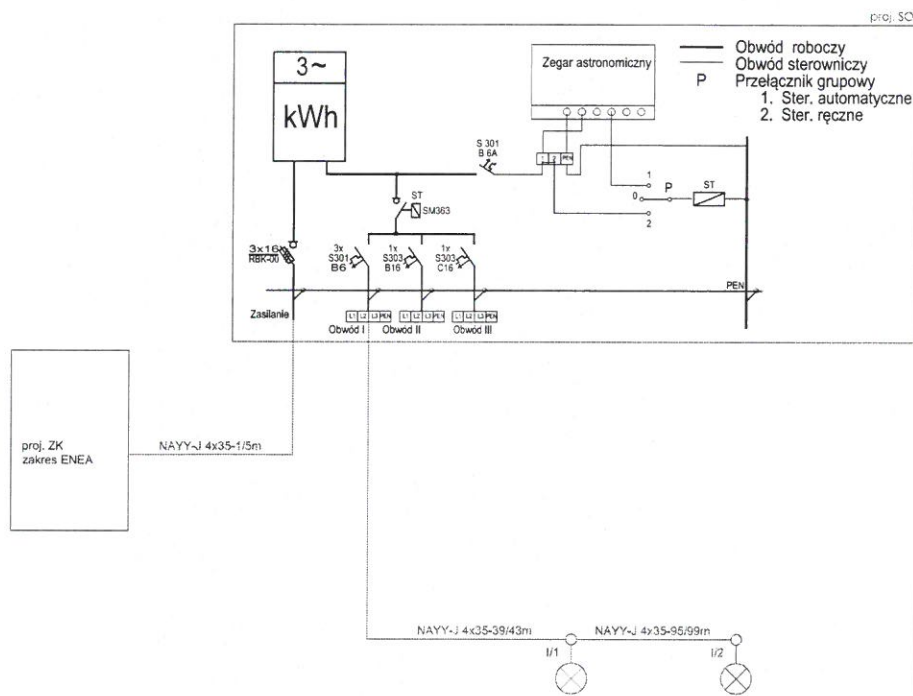 proj. SO
3~
kWh
Zegar astronomiczny
Obwód roboczy
Obwód sterowniczy
P Przełącznik grupowy
1. Ster. automatyczne
2. Ster. ręczne
S 301
B 6A
1 2 PEN
1
0 P ST
2
ST
SM363
3x16
RBK-00
3x
S301
B6
1x
S303
B16
1x
S303
C16
PEN
Zasilanie
L1 L2 L3 PEN
L1 L2 L3 PEN
L1 L2 L3 PEN
Obwód I
Obwód II
Obwód III
proj. ZK
zakres ENEA
NAYY-J 4x35-1/5m
NAYY-J 4x35-39/43m
NAYY-J 4x35-95/99m
I/1
I/2